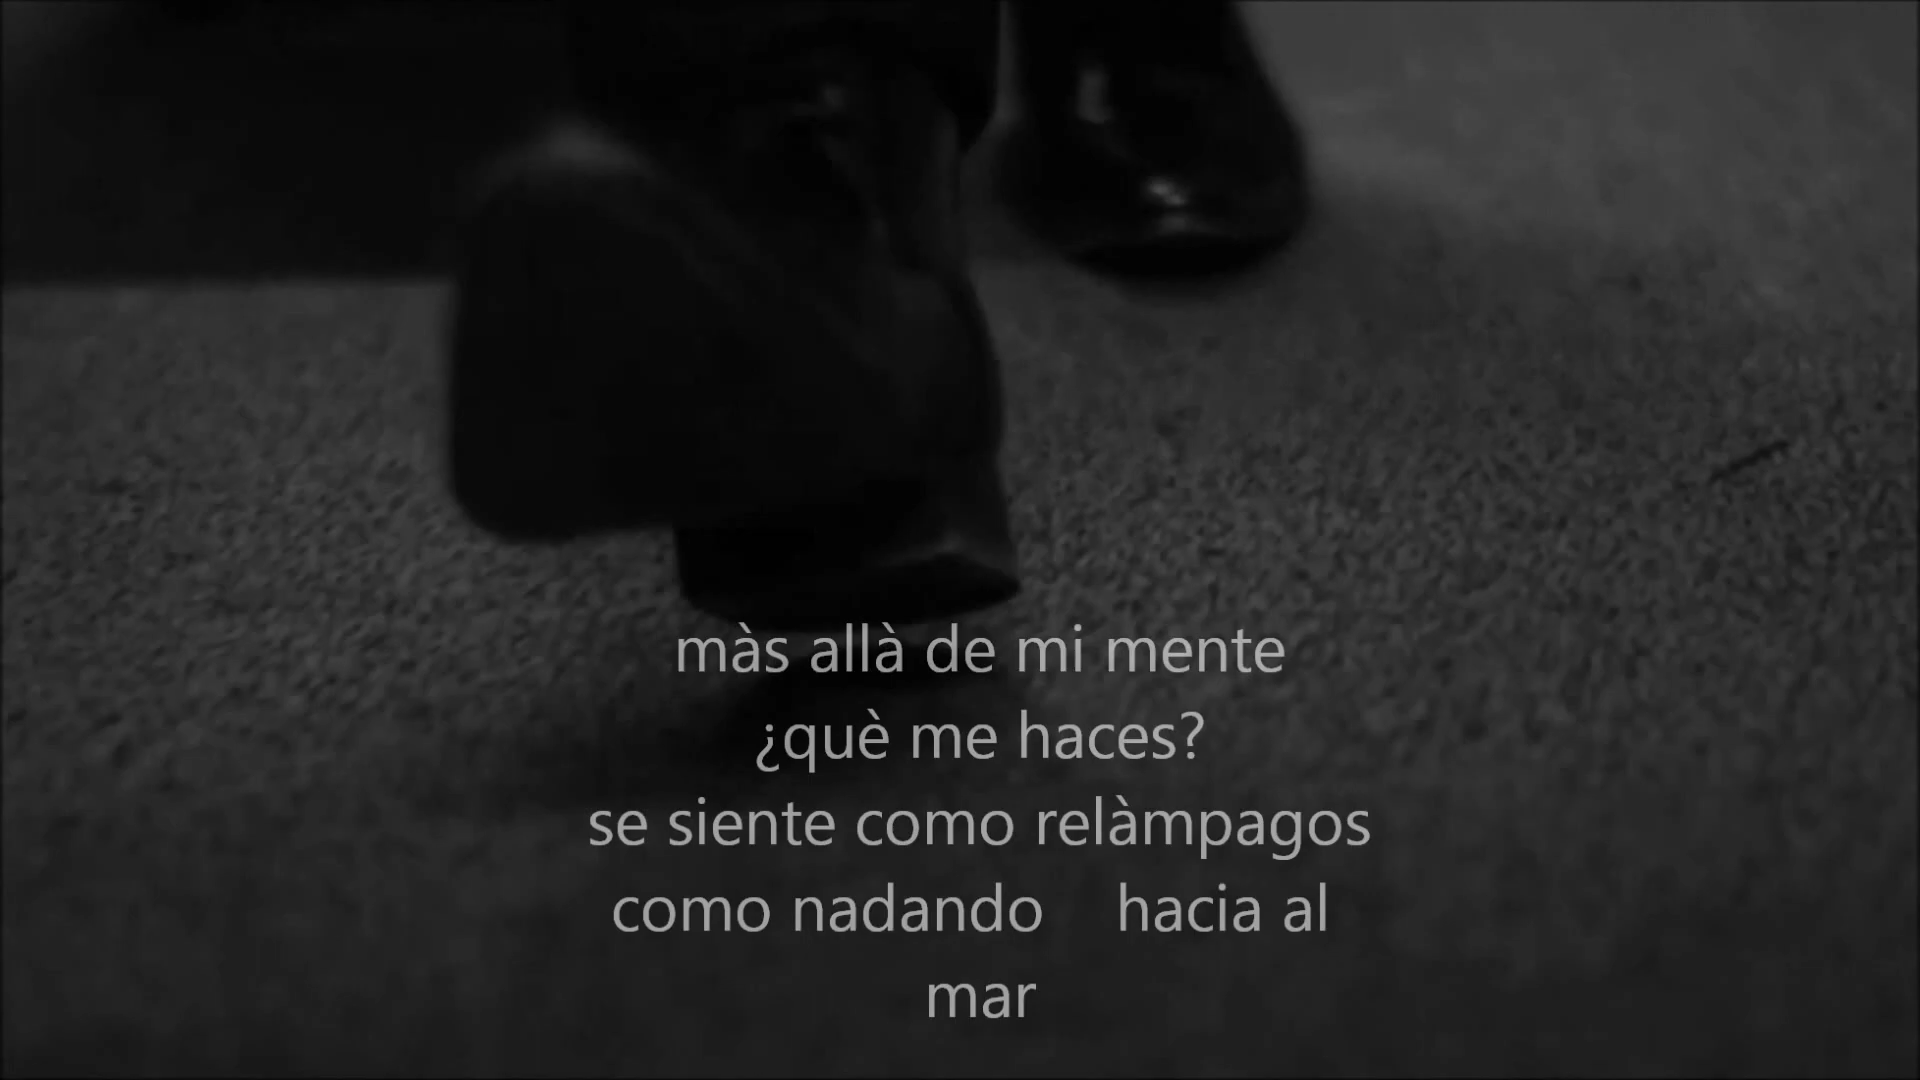 màs allà de mi mente
¿què me haces?
se siente como relàmpagos
como nadando    hacia al
mar